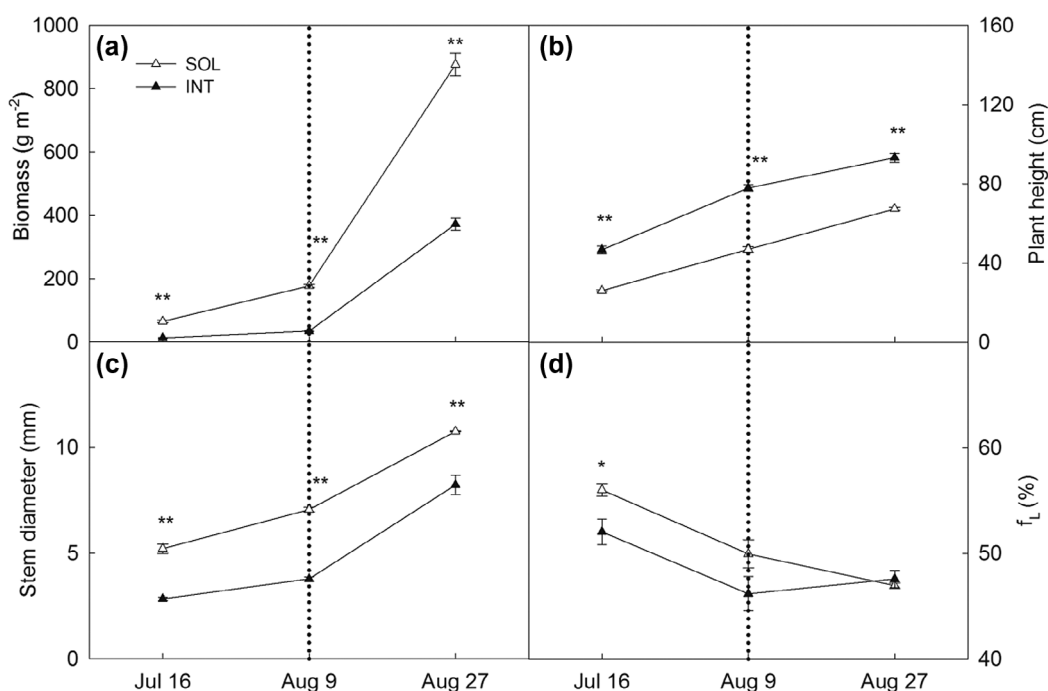 (a)
SOL
INT
**
**
**
Biomass (g m⁻²)
1000
800
600
400
200
0
(b)
**
**
**
160
120
80
40
0
Plant height (cm)
(c)
**
**
**
Stem diameter (mm)
10
5
0
(d)
*
60
50
40
f_L (%)
Jul 16 Aug 9 Aug 27 Jul 16 Aug 9 Aug 27